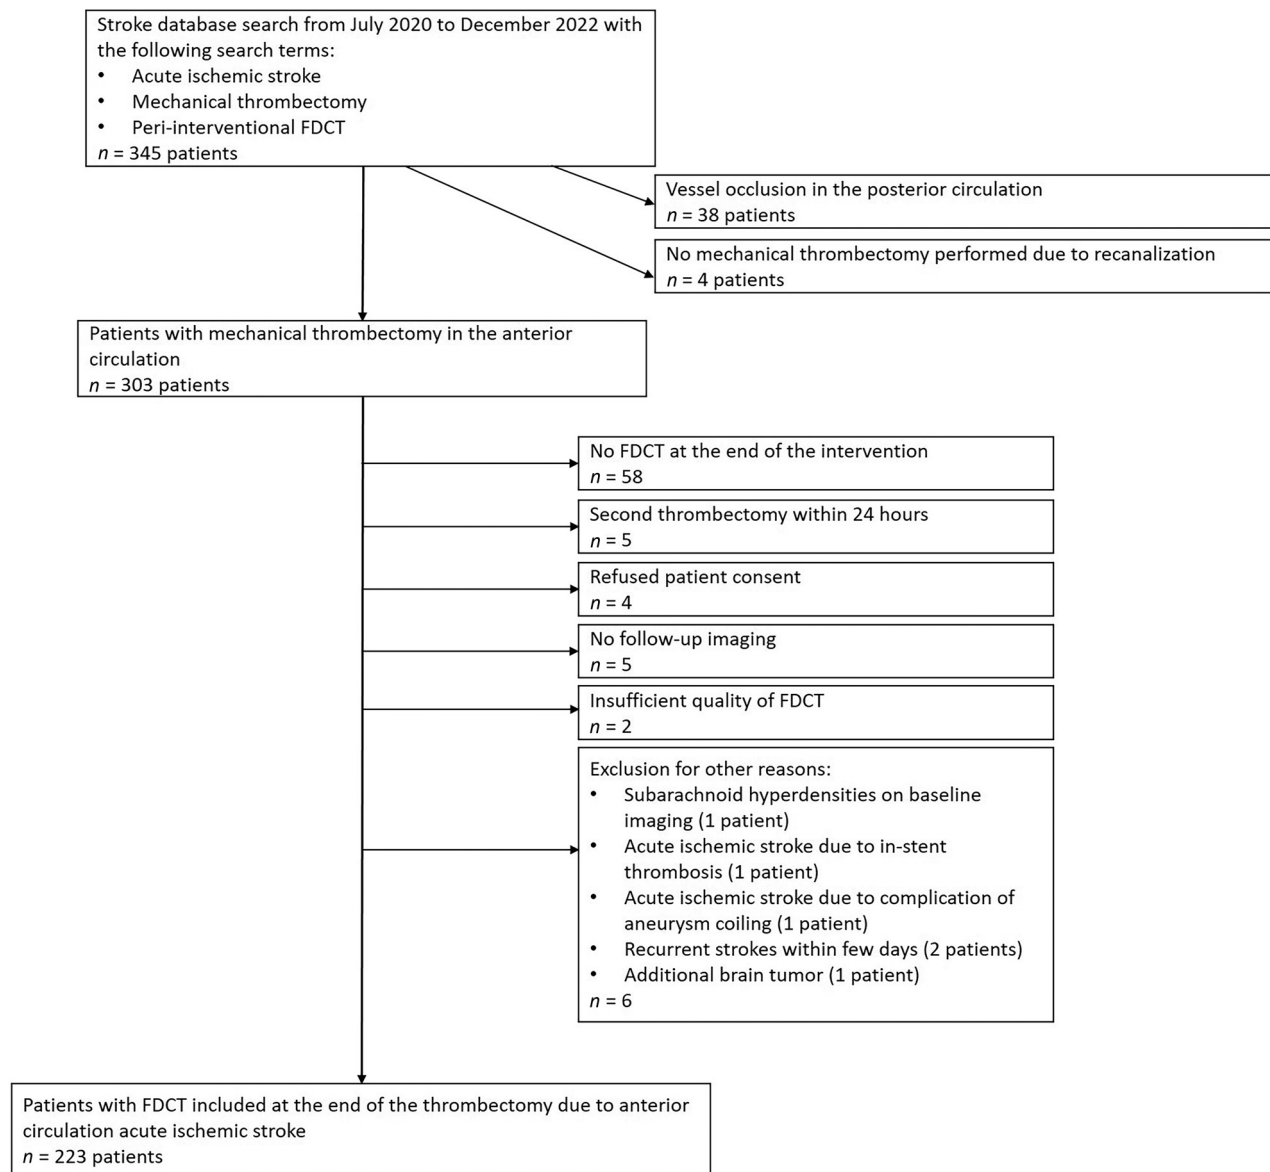 Stroke database search from July 2020 to December 2022 with
the following search terms:
• Acute ischemic stroke
• Mechanical thrombectomy
• Peri-interventional FDCT
n = 345 patients
Vessel occlusion in the posterior circulation
n = 38 patients
No mechanical thrombectomy performed due to recanalization
n = 4 patients
Patients with mechanical thrombectomy in the anterior
circulation
n = 303 patients
No FDCT at the end of the intervention
n = 58
Second thrombectomy within 24 hours
n = 5
Refused patient consent
n = 4
No follow-up imaging
n = 5
Insufficient quality of FDCT
n = 2
Exclusion for other reasons:
• Subarachnoid hyperdensities on baseline
imaging (1 patient)
• Acute ischemic stroke due to in-stent
thrombosis (1 patient)
• Acute ischemic stroke due to complication of
aneurysm coiling (1 patient)
• Recurrent strokes within few days (2 patients)
• Additional brain tumor (1 patient)
n = 6
Patients with FDCT included at the end of the thrombectomy due to anterior
circulation acute ischemic stroke
n = 223 patients